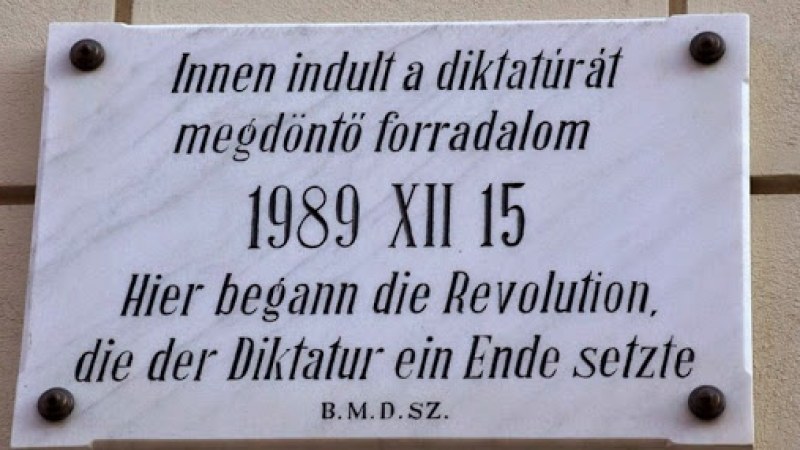 Innen indult a diktatúrát
megdöntő forradalom
1989 XII 15
Hier begann die Revolution,
die der Diktatur ein Ende setzte
B.M.D.SZ.